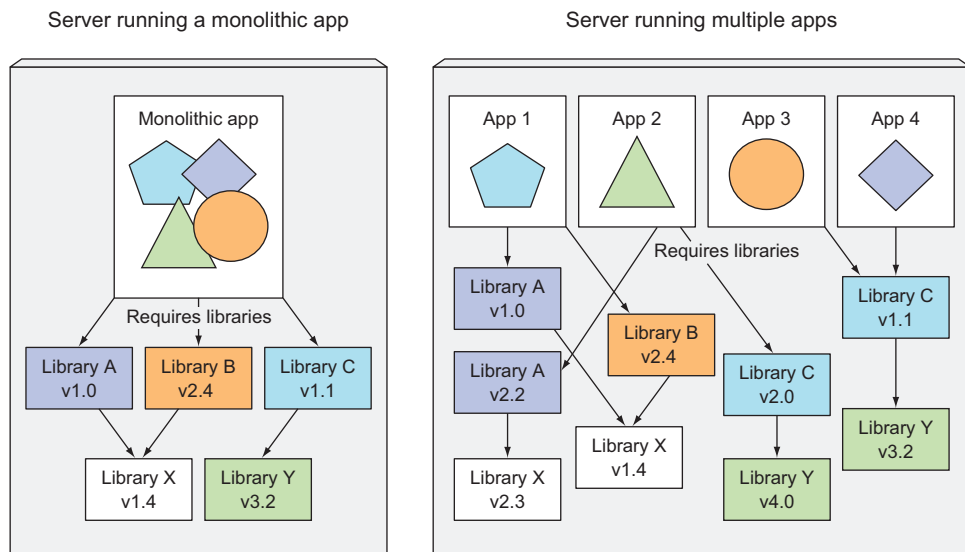 Server running a monolithic app
Monolithic app
Requires libraries
Library A
v1.0
Library B
v2.4
Library C
v1.1
Library X
v1.4
Library Y
v3.2
Server running multiple apps
App 1
App 2
App 3
App 4
Requires libraries
Library A
v1.0
Library B
v2.4
Library C
v1.1
Library A
v2.2
Library C
v2.0
Library X
v2.3
Library X
v1.4
Library Y
v4.0
Library Y
v3.2